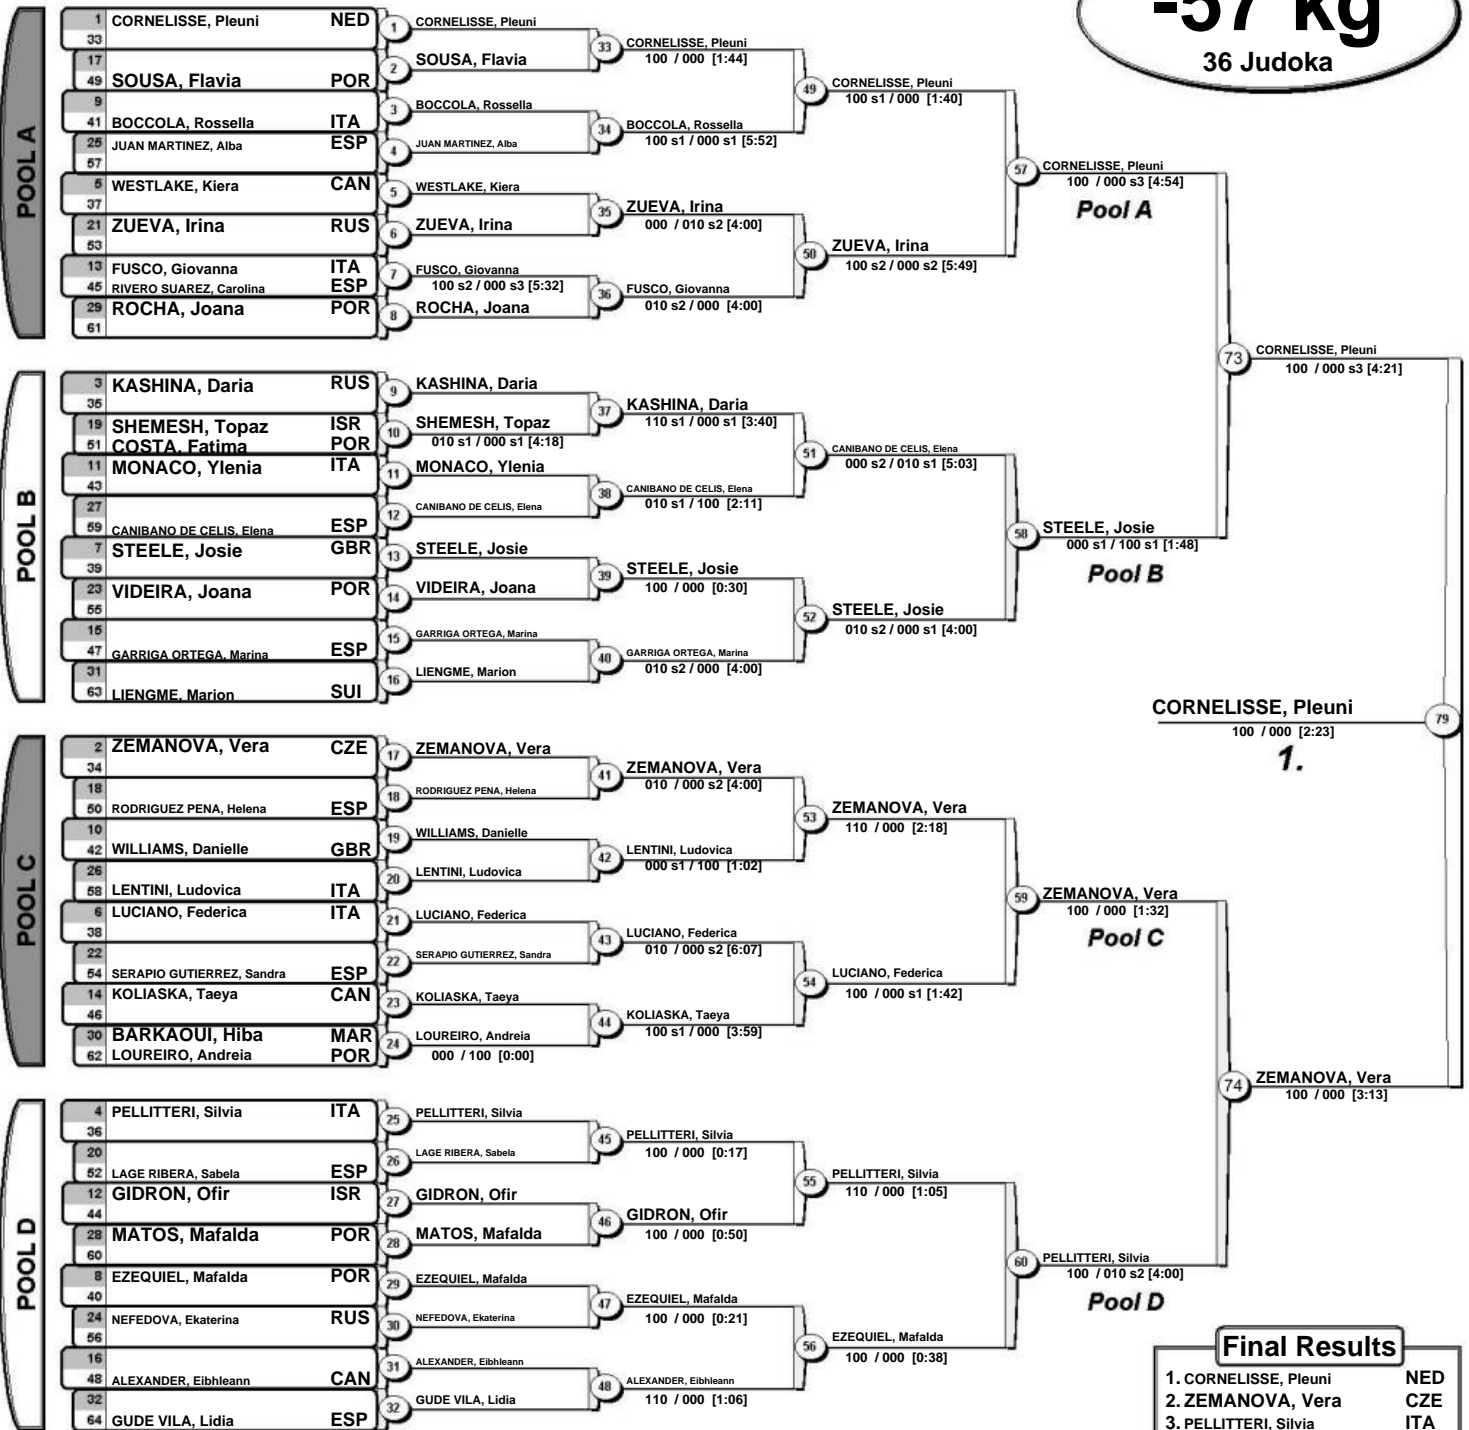 -57 kg
36 Judoka
POOL A
1 CORNELISSE, Pleuni NED
33
17
49 SOUSA, Flavia POR
9
41 BOCCOLA, Rossella ITA
25 JUAN MARTINEZ, Alba ESP
57
5 WESTLAKE, Kiera CAN
37
21 ZUEVA, Irina RUS
53
13 FUSCO, Giovanna ITA
45 RIVERO SUAREZ, Carolina ESP
29 ROCHA, Joana POR
61
1 CORNELISSE, Pleuni
2 SOUSA, Flavia
3 BOCCOLA, Rossella
4 JUAN MARTINEZ, Alba
5 WESTLAKE, Kiera
6 ZUEVA, Irina
7 FUSCO, Giovanna
100 s2 / 000 s3 [5:32]
8 ROCHA, Joana
33 CORNELISSE, Pleuni
100 / 000 [1:44]
34 BOCCOLA, Rossella
100 s1 / 000 s1 [5:52]
35 ZUEVA, Irina
000 / 010 s2 [4:00]
36 FUSCO, Giovanna
010 s2 / 000 [4:00]
49 CORNELISSE, Pleuni
100 s1 / 000 [1:40]
50 ZUEVA, Irina
100 s2 / 000 s2 [5:49]
57 CORNELISSE, Pleuni
100 / 000 s3 [4:54]
Pool A
POOL B
3 KASHINA, Daria RUS
35
19 SHEMESH, Topaz ISR
51 COSTA, Fatima POR
11 MONACO, Ylenia ITA
43
27
59 CANIBANO DE CELIS, Elena ESP
7 STEELE, Josie GBR
39
23 VIDEIRA, Joana POR
55
15
47 GARRIGA ORTEGA, Marina ESP
31
63 LIENGME, Marion SUI
9 KASHINA, Daria
10 SHEMESH, Topaz
010 s1 / 000 s1 [4:18]
11 MONACO, Ylenia
12 CANIBANO DE CELIS, Elena
13 STEELE, Josie
14 VIDEIRA, Joana
15 GARRIGA ORTEGA, Marina
16 LIENGME, Marion
37 KASHINA, Daria
110 s1 / 000 s1 [3:40]
38 CANIBANO DE CELIS, Elena
010 s1 / 100 [2:11]
39 STEELE, Josie
100 / 000 [0:30]
40 GARRIGA ORTEGA, Marina
010 s2 / 000 [4:00]
51 CANIBANO DE CELIS, Elena
000 s2 / 010 s1 [5:03]
52 STEELE, Josie
010 s2 / 000 s1 [4:00]
58 STEELE, Josie
000 s1 / 100 s1 [1:48]
Pool B
73 CORNELISSE, Pleuni
100 / 000 s3 [4:21]
CORNELISSE, Pleuni 79
100 / 000 [2:23]
1.
POOL C
2 ZEMANOVA, Vera CZE
34
18
50 RODRIGUEZ PENA, Helena ESP
10
42 WILLIAMS, Danielle GBR
26
58 LENTINI, Ludovica ITA
6 LUCIANO, Federica ITA
38
22
54 SERAPIO GUTIERREZ, Sandra ESP
14 KOLIASKA, Taeya CAN
46
30 BARKAOUI, Hiba MAR
62 LOUREIRO, Andreia POR
17 ZEMANOVA, Vera
18 RODRIGUEZ PENA, Helena
19 WILLIAMS, Danielle
20 LENTINI, Ludovica
21 LUCIANO, Federica
22 SERAPIO GUTIERREZ, Sandra
23 KOLIASKA, Taeya
24 LOUREIRO, Andreia
000 / 100 [0:00]
41 ZEMANOVA, Vera
010 / 000 s2 [4:00]
42 LENTINI, Ludovica
000 s1 / 100 [1:02]
43 LUCIANO, Federica
010 / 000 s2 [6:07]
44 KOLIASKA, Taeya
100 s1 / 000 [3:59]
53 ZEMANOVA, Vera
110 / 000 [2:18]
54 LUCIANO, Federica
100 / 000 s1 [1:42]
59 ZEMANOVA, Vera
100 / 000 [1:32]
Pool C
POOL D
4 PELLITTERI, Silvia ITA
36
20
52 LAGE RIBERA, Sabela ESP
12 GIDRON, Ofir ISR
44
28 MATOS, Mafalda POR
60
8 EZEQUIEL, Mafalda POR
40
24 NEFEDOVA, Ekaterina RUS
56
16
48 ALEXANDER, Eibhleann CAN
32
64 GUDE VILA, Lidia ESP
25 PELLITTERI, Silvia
26 LAGE RIBERA, Sabela
27 GIDRON, Ofir
28 MATOS, Mafalda
29 EZEQUIEL, Mafalda
30 NEFEDOVA, Ekaterina
31 ALEXANDER, Eibhleann
32 GUDE VILA, Lidia
45 PELLITTERI, Silvia
100 / 000 [0:17]
46 GIDRON, Ofir
100 / 000 [0:50]
47 EZEQUIEL, Mafalda
100 / 000 [0:21]
48 ALEXANDER, Eibhleann
110 / 000 [1:06]
55 PELLITTERI, Silvia
110 / 000 [1:05]
56 EZEQUIEL, Mafalda
100 / 000 [0:38]
60 PELLITTERI, Silvia
100 / 010 s2 [4:00]
Pool D
74 ZEMANOVA, Vera
100 / 000 [3:13]
Final Results
1. CORNELISSE, Pleuni NED
2. ZEMANOVA, Vera CZE
3. PELLITTERI, Silvia ITA